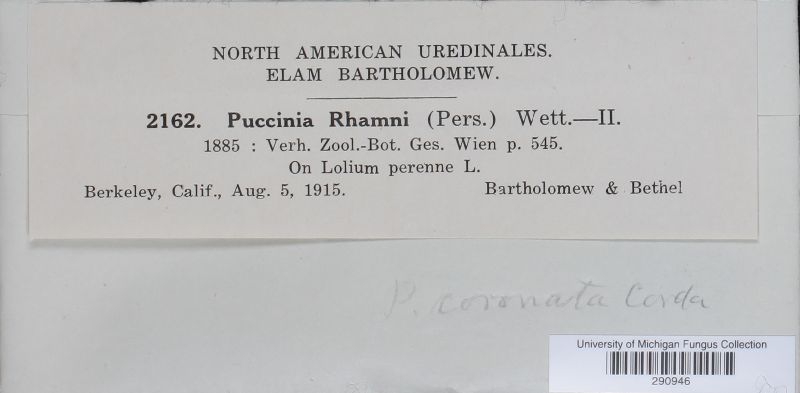 NORTH AMERICAN UREDINALES.
ELAM BARTHOLOMEW.
2162. Puccinia Rhamni (Pers.) Wett.—II.
1885 : Verh. Zool.-Bot. Ges. Wien p. 545.
On Lolium perenne L.
Berkeley, Calif., Aug. 5, 1915. Bartholomew & Bethel
P. coronata Corda
University of Michigan Fungus Collection
290946